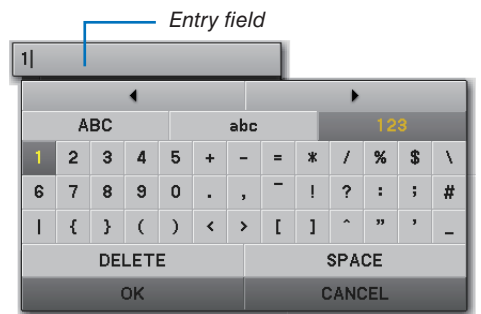 Entry field
1|
◀ ▶
ABC abc 123
1 2 3 4 5 + - = * / % $ \
6 7 8 9 0 . , ‾ ! ? : ; #
| { } ( ) < > [ ] ^ " ' _
DELETE SPACE
OK CANCEL